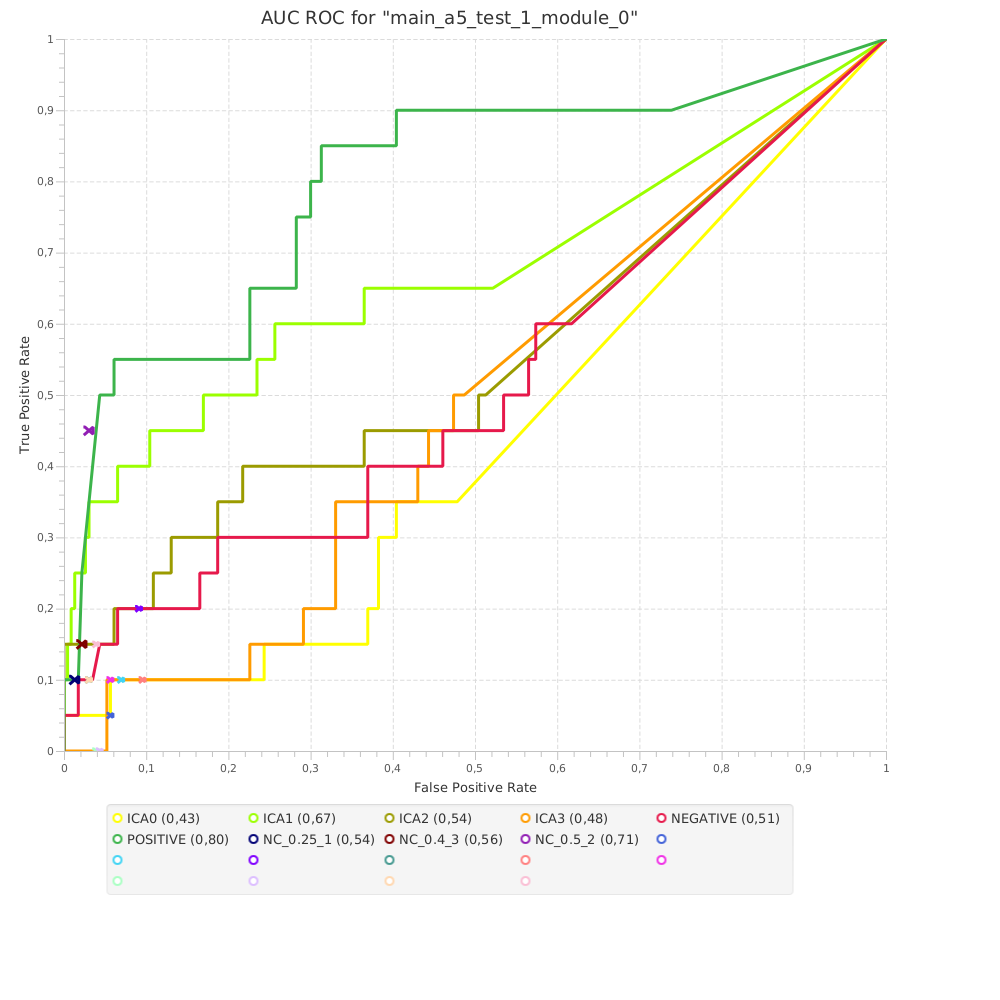 AUC ROC for "main_a5_test_1_module_0"
1
0,9
0,8
0,7
0,6
0,5
0,4
0,3
0,2
0,1
0
True Positive Rate
0 0,1 0,2 0,3 0,4 0,5 0,6 0,7 0,8 0,9 1
False Positive Rate
ICA0 (0,43) ICA1 (0,67) ICA2 (0,54) ICA3 (0,48) NEGATIVE (0,51)
POSITIVE (0,80) NC_0.25_1 (0,54) NC_0.4_3 (0,56) NC_0.5_2 (0,71)